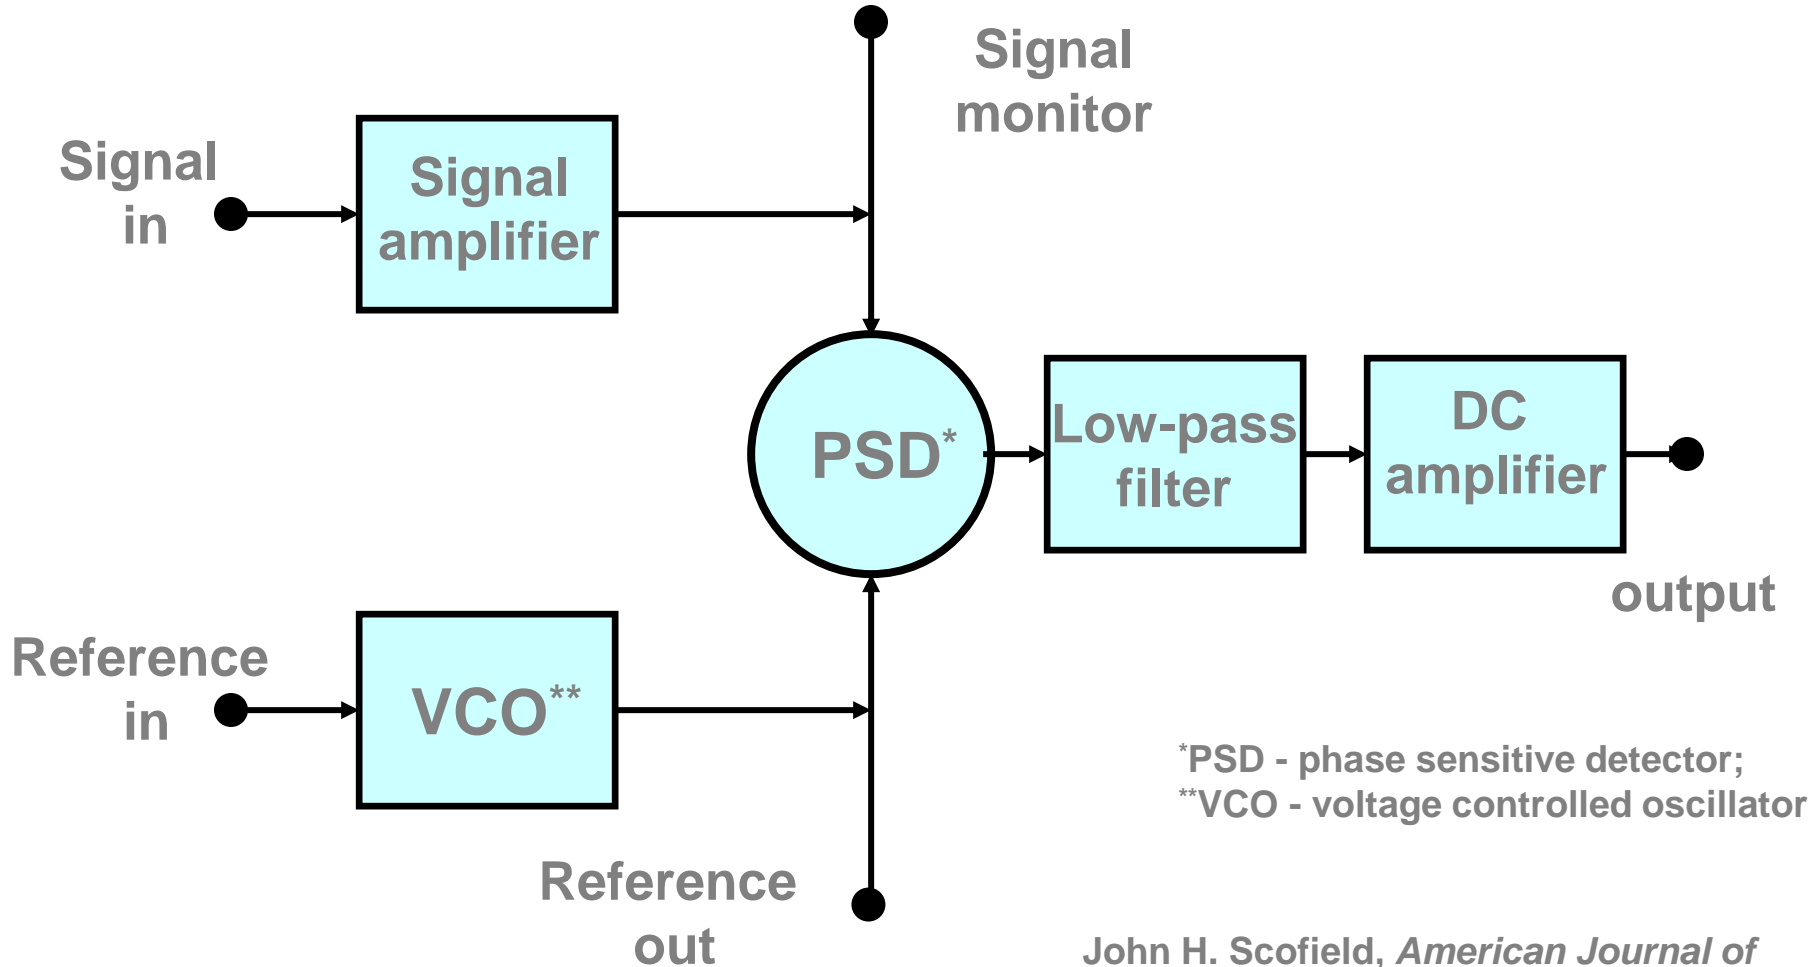 Signal
monitor
Signal
in
Signal
amplifier
PSD*
Low-pass
filter
DC
amplifier
output
Reference
in
VCO**
*PSD - phase sensitive detector;
**VCO - voltage controlled oscillator
Reference
out
John H. Scofield, American Journal of